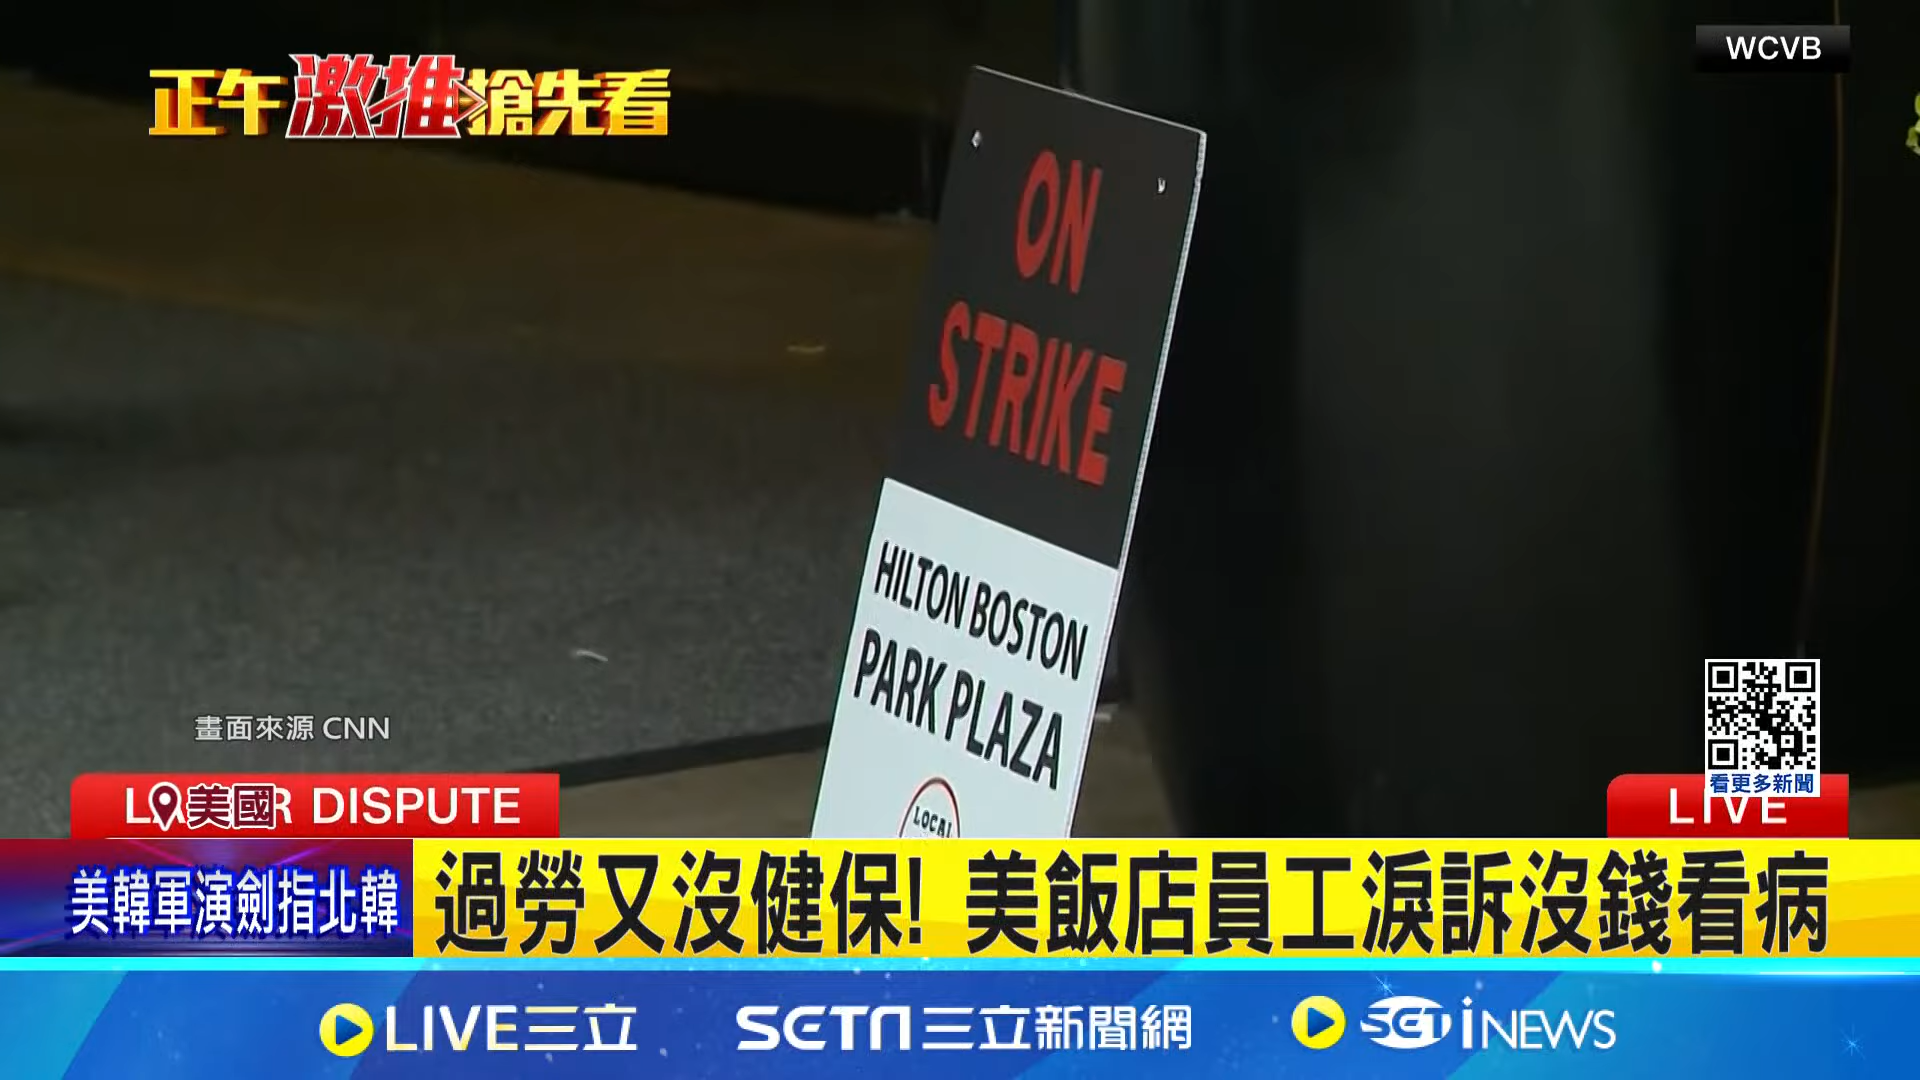 正午激推搶先看
WCVB
ON
STRIKE
HILTON BOSTON
PARK PLAZA
LOCAL
畫面來源 CNN
美國
DISPUTE
看更多新聞
LIVE
美韓軍演劍指北韓
過勞又沒健保! 美飯店員工淚訴沒錢看病
LIVE三立
SETN三立新聞網
SETiNEWS